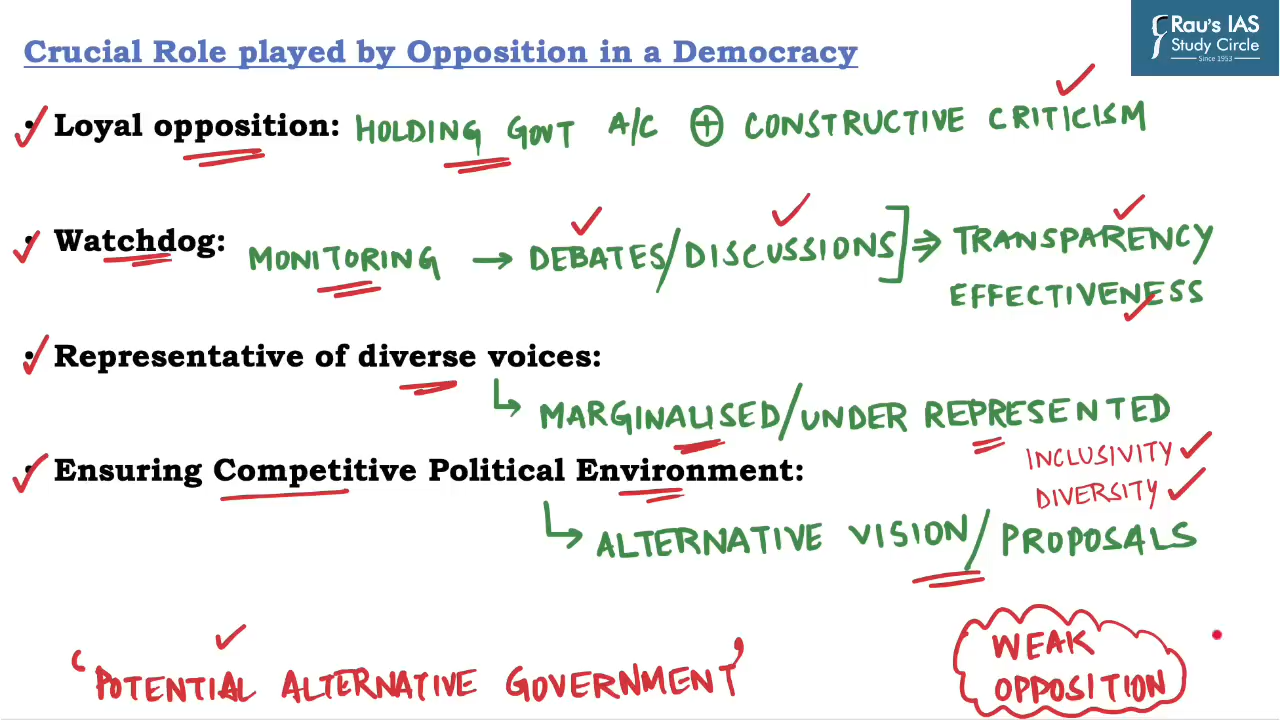 Rau's IAS
Study Circle
Since 1953
Crucial Role played by Opposition in a Democracy
• Loyal opposition: HOLDING GOVT A/C ⊕ CONSTRUCTIVE CRITICISM
• Watchdog: MONITORING → DEBATES/DISCUSSIONS] ⇒ TRANSPARENCY
EFFECTIVENESS
• Representative of diverse voices:
↳ MARGINALISED/UNDER REPRESENTED
INCLUSIVITY ✓
• Ensuring Competitive Political Environment:
DIVERSITY ✓
↳ ALTERNATIVE VISION/PROPOSALS
'POTENTIAL ALTERNATIVE GOVERNMENT'
WEAK
OPPOSITION